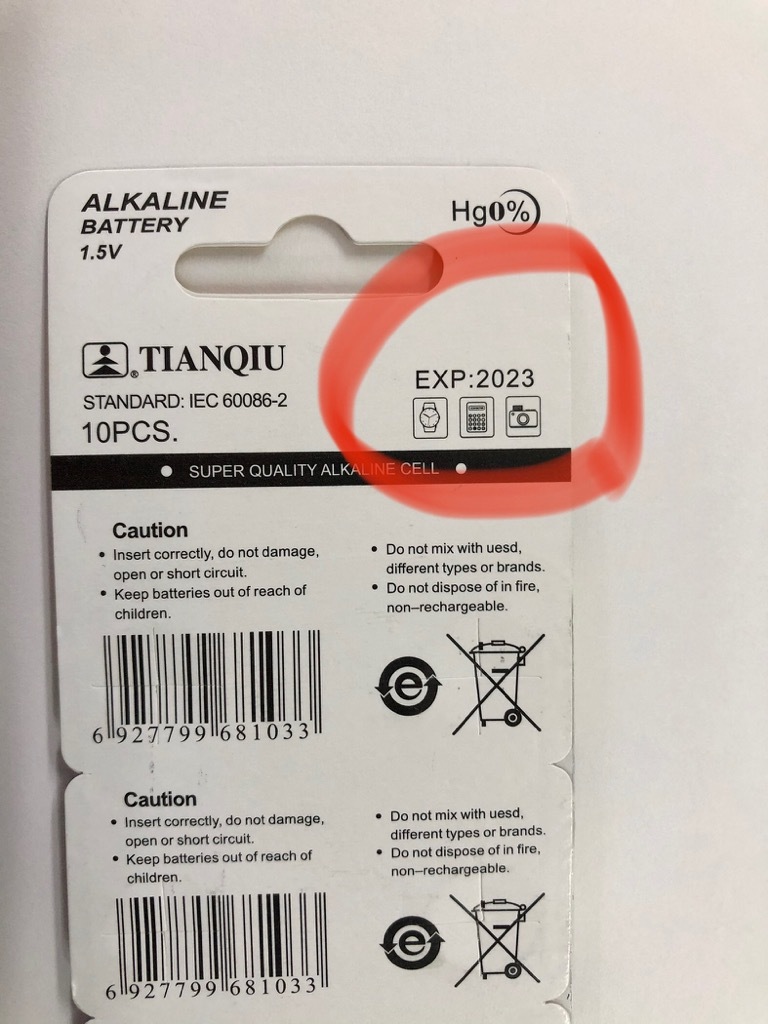 ALKALINE
BATTERY
1.5V
Hg0%
TIANQIU
®
STANDARD: IEC 60086-2
10PCS.
EXP:2023
SUPER QUALITY ALKALINE CELL
Caution
• Insert correctly, do not damage,
open or short circuit.
• Keep batteries out of reach of
children.
• Do not mix with uesd,
different types or brands.
• Do not dispose of in fire,
non–rechargeable.
6 927799 681033
e
Caution
• Insert correctly, do not damage,
open or short circuit.
• Keep batteries out of reach of
children.
• Do not mix with uesd,
different types or brands.
• Do not dispose of in fire,
non–rechargeable.
6 927799 681033
e